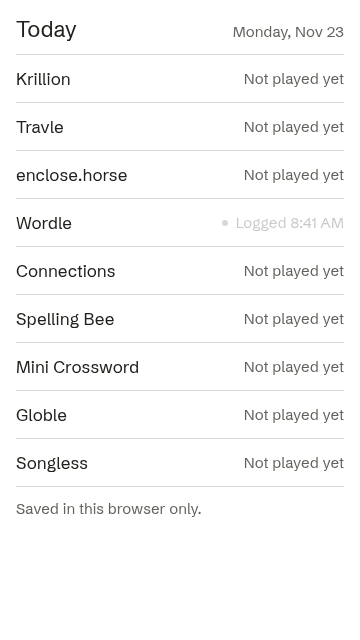 Today Monday, Nov 23
Krillion Not played yet
Travle Not played yet
enclose.horse Not played yet
Wordle Logged 8:41 AM
Connections Not played yet
Spelling Bee Not played yet
Mini Crossword Not played yet
Globle Not played yet
Songless Not played yet
Saved in this browser only.